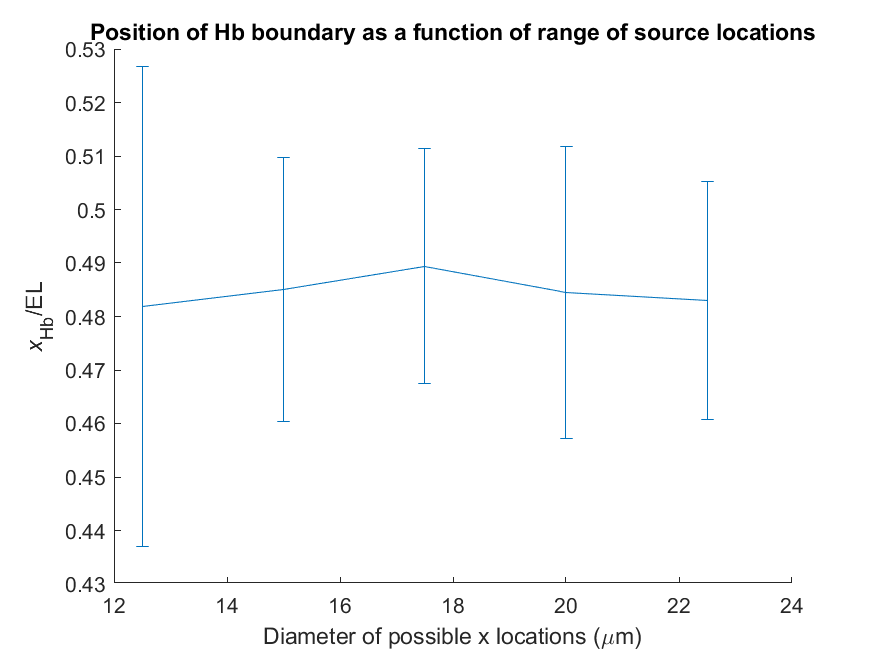 Position of Hb boundary as a function of range of source locations
0.53
0.52
0.51
0.5
0.49
0.48
0.47
0.46
0.45
0.44
0.43
x_Hb/EL
12 14 16 18 20 22 24
Diameter of possible x locations (μm)